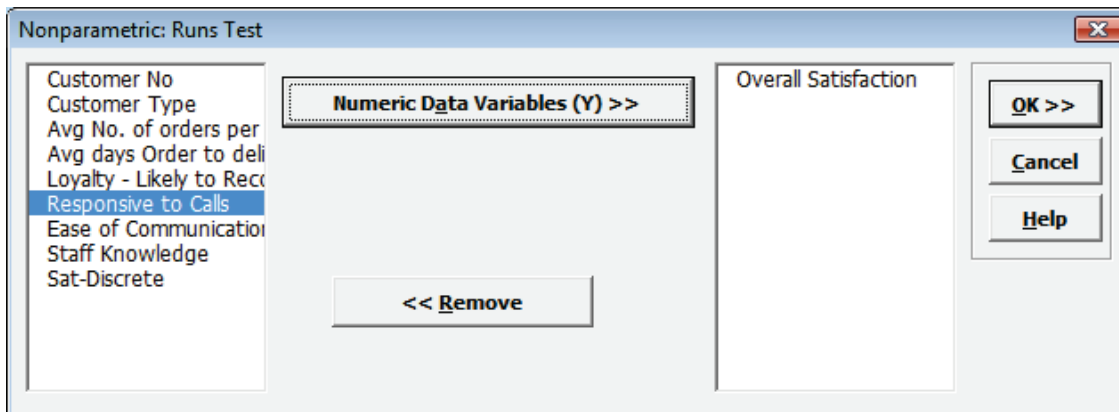 Nonparametric: Runs Test
Customer No
Customer Type
Avg No. of orders per
Avg days Order to deli
Loyalty - Likely to Reco
Responsive to Calls
Ease of Communication
Staff Knowledge
Sat-Discrete
Numeric Data Variables (Y) >>
<< Remove
Overall Satisfaction
OK >>
Cancel
Help